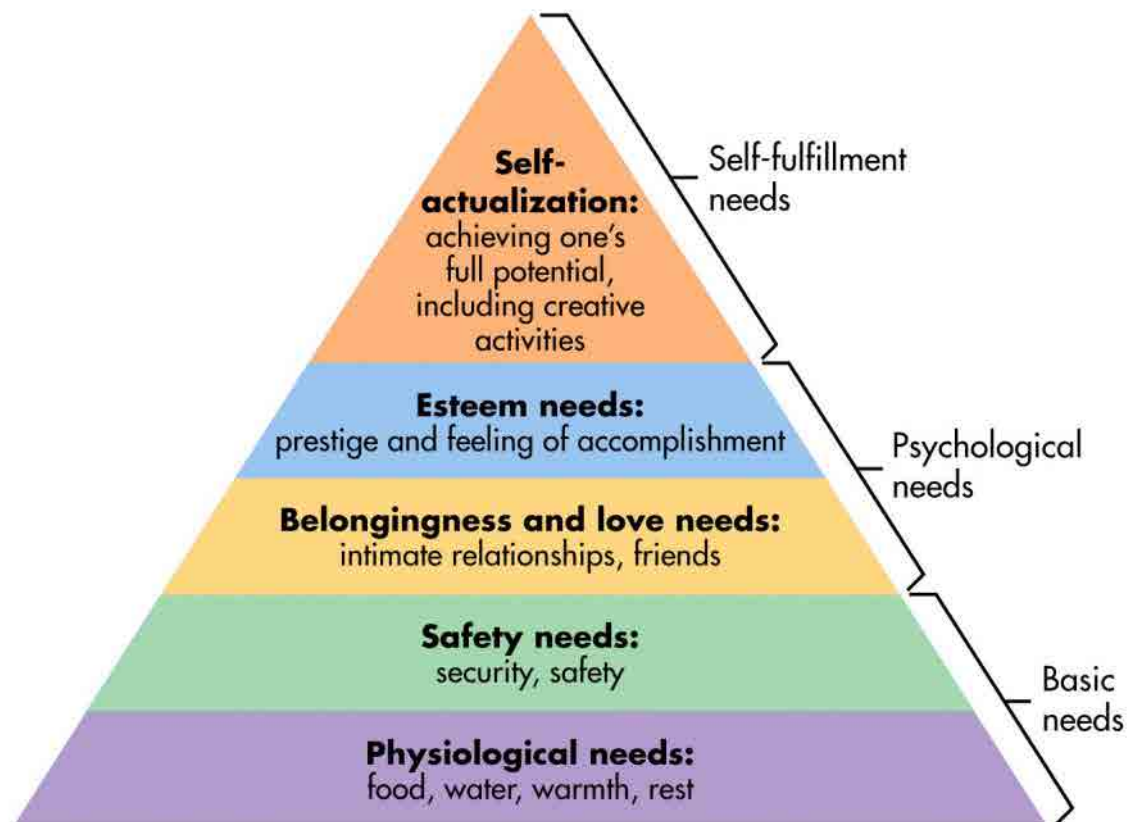 Self-
actualization:
achieving one's
full potential,
including creative
activities
Self-fulfillment
needs
Esteem needs:
prestige and feeling of accomplishment
Psychological
needs
Belongingness and love needs:
intimate relationships, friends
Safety needs:
security, safety
Basic
needs
Physiological needs:
food, water, warmth, rest